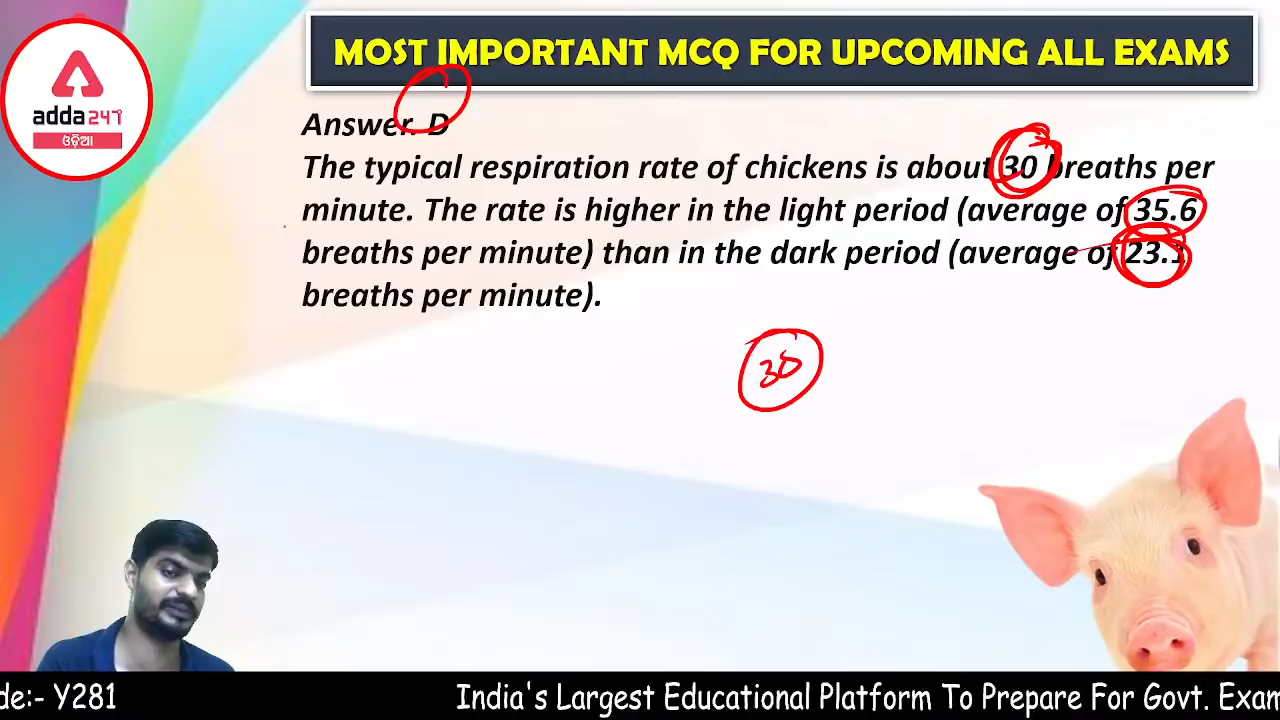 MOST IMPORTANT MCQ FOR UPCOMING ALL EXAMS
adda247
ଓଡ଼ିଆ
Answer. D
The typical respiration rate of chickens is about 30 breaths per
minute. The rate is higher in the light period (average of 35.6
breaths per minute) than in the dark period (average of 23.1
breaths per minute).
30
de:- Y281 India's Largest Educational Platform To Prepare For Govt. Exam